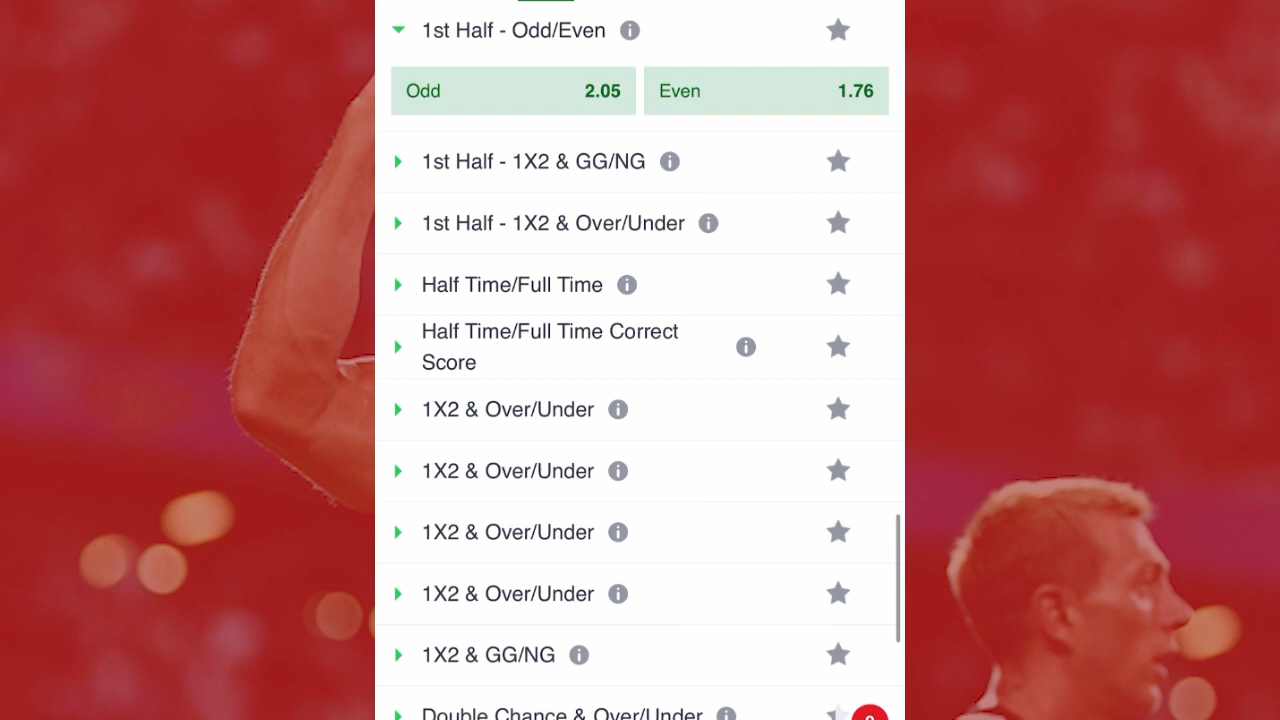 1st Half - Odd/Even
Odd 2.05 Even 1.76
1st Half - 1X2 & GG/NG
1st Half - 1X2 & Over/Under
Half Time/Full Time
Half Time/Full Time Correct
Score
1X2 & Over/Under
1X2 & Over/Under
1X2 & Over/Under
1X2 & Over/Under
1X2 & GG/NG
Double Chance & Over/Under